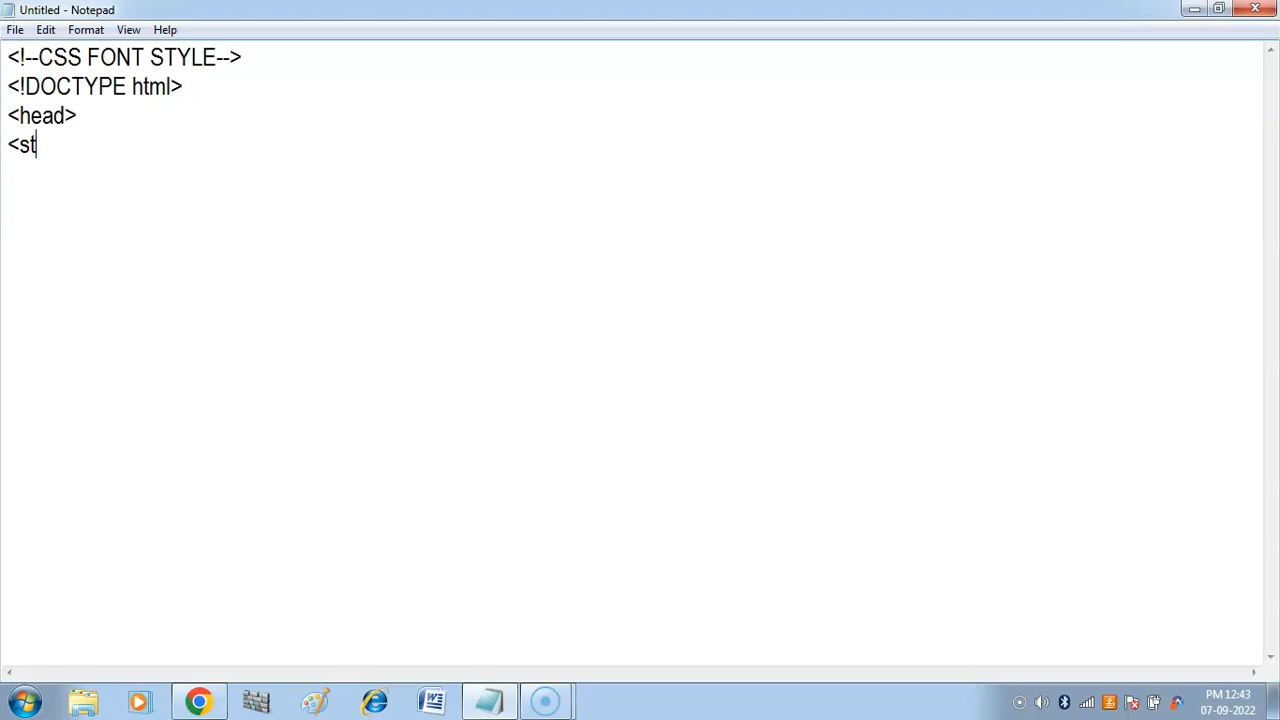 Untitled - Notepad
File Edit Format View Help
<!--CSS FONT STYLE-->
<!DOCTYPE html>
<head>
<st
PM 12:43
07-09-2022